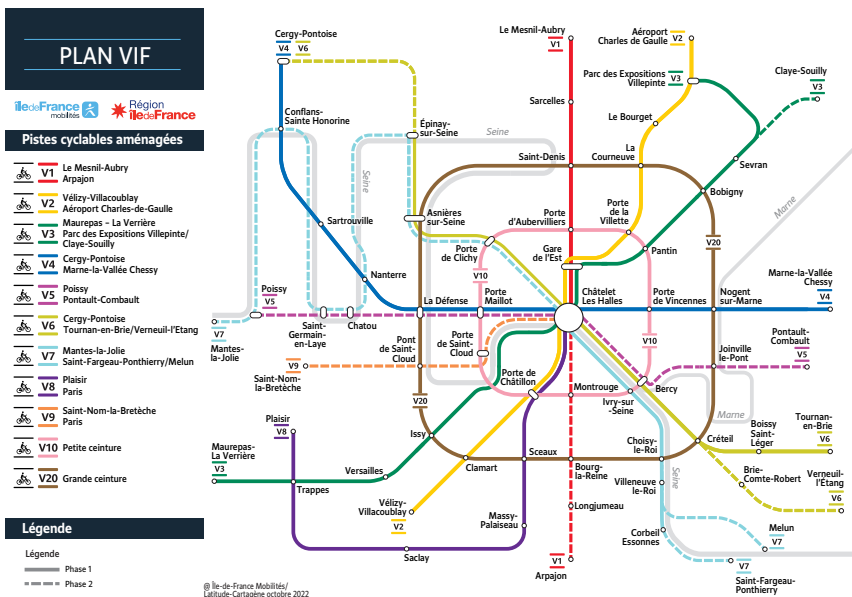 PLAN VIF
îledeFrance
mobilités
Région
îledeFrance
Pistes cyclables aménagées
V1 Le Mesnil-Aubry
Arpajon
V2 Vélizy-Villacoublay
Aéroport Charles-de-Gaulle
V3 Maurepas – La Verrière
Parc des Expositions Villepinte/
Claye-Souilly
V4 Cergy-Pontoise
Marne-la-Vallée Chessy
V5 Poissy
Pontault-Combault
V6 Cergy-Pontoise
Tournan-en-Brie/Verneuil-l'Etang
V7 Mantes-la-Jolie
Saint-Fargeau-Ponthierry/Melun
V8 Plaisir
Paris
V9 Saint-Nom-la-Bretèche
Paris
V10 Petite ceinture
V20 Grande ceinture
Légende
Légende
Phase 1
Phase 2
@ Île-de-France Mobilités/
Latitude-Cartagène octobre 2022
Cergy-Pontoise
V4 V6
Le Mesnil-Aubry
V1
Aéroport
Charles de Gaulle
V2
Parc des Expositions
Villepinte
V3
Claye-Souilly
V3
Sarcelles
Conflans-
Sainte Honorine
Épinay-
sur-Seine
Seine
Le Bourget
La
Courneuve
Saint-Denis
Sevran
Seine
Bobigny
Marne
Asnières
sur-Seine
Porte
d'Aubervilliers
Porte
de la
Villette
Sartrouville
Porte
de Clichy
Gare
de l'Est
Pantin
V20
Nanterre
V10
Poissy
V5
La Défense
Porte
Maillot
Châtelet
Les Halles
Porte
de Vincennes
Nogent
sur-Marne
Marne-la-Vallée
Chessy
V4
V7
Mantes-
la-Jolie
Saint-
Germain
en-Laye
Chatou
Pont
de Saint-
Cloud
Porte
de Saint-
Cloud
V10
Joinville
le-Pont
Pontault-
Combault
V5
V9
Saint-Nom-
la-Bretèche
Porte de
Châtillon
Montrouge
Bercy
Ivry-sur
-Seine
V20
Marne
Plaisir
V8
Issy
Choisy-
le-Roi
Créteil
Boissy
Saint-
Léger
Tournan-
en-Brie
V6
Maurepas-
La Verrière
V3
Versailles
Clamart
Sceaux
Bourg-
la-Reine
Trappes
Villeneuve
le-Roi
Seine
Brie-
Comte-Robert
Verneuil-
l'Étang
V6
Vélizy-
Villacoublay
V2
Massy-
Palaiseau
Longjumeau
Corbeil
Essonnes
Melun
V7
Saclay
V1
Arpajon
V7
Saint-Fargeau-
Ponthierry